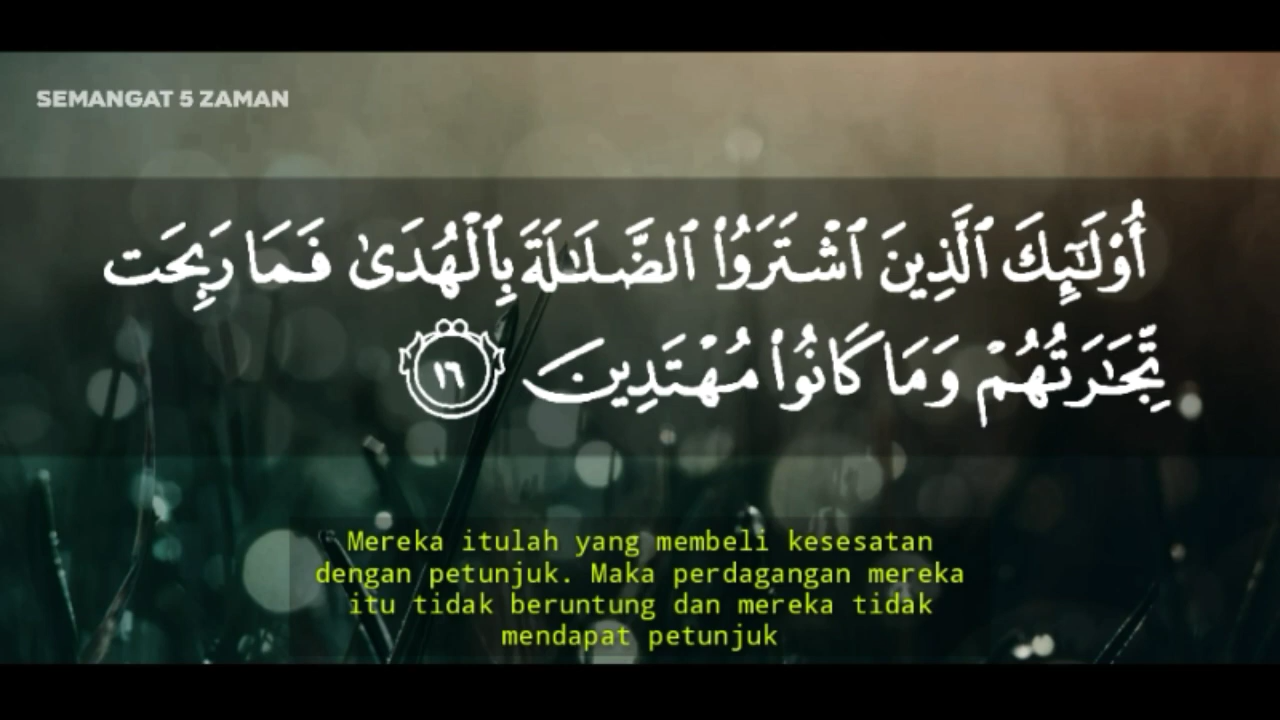 SEMANGAT 5 ZAMAN
أُو۟لَـٰٓئِكَ ٱلَّذِينَ ٱشْتَرَوُا۟ ٱلضَّلَـٰلَةَ بِٱلْهُدَىٰ فَمَا رَبِحَت
تِّجَـٰرَتُهُمْ وَمَا كَانُوا۟ مُهْتَدِينَ ١٦
Mereka itulah yang membeli kesesatan
dengan petunjuk. Maka perdagangan mereka
itu tidak beruntung dan mereka tidak
mendapat petunjuk